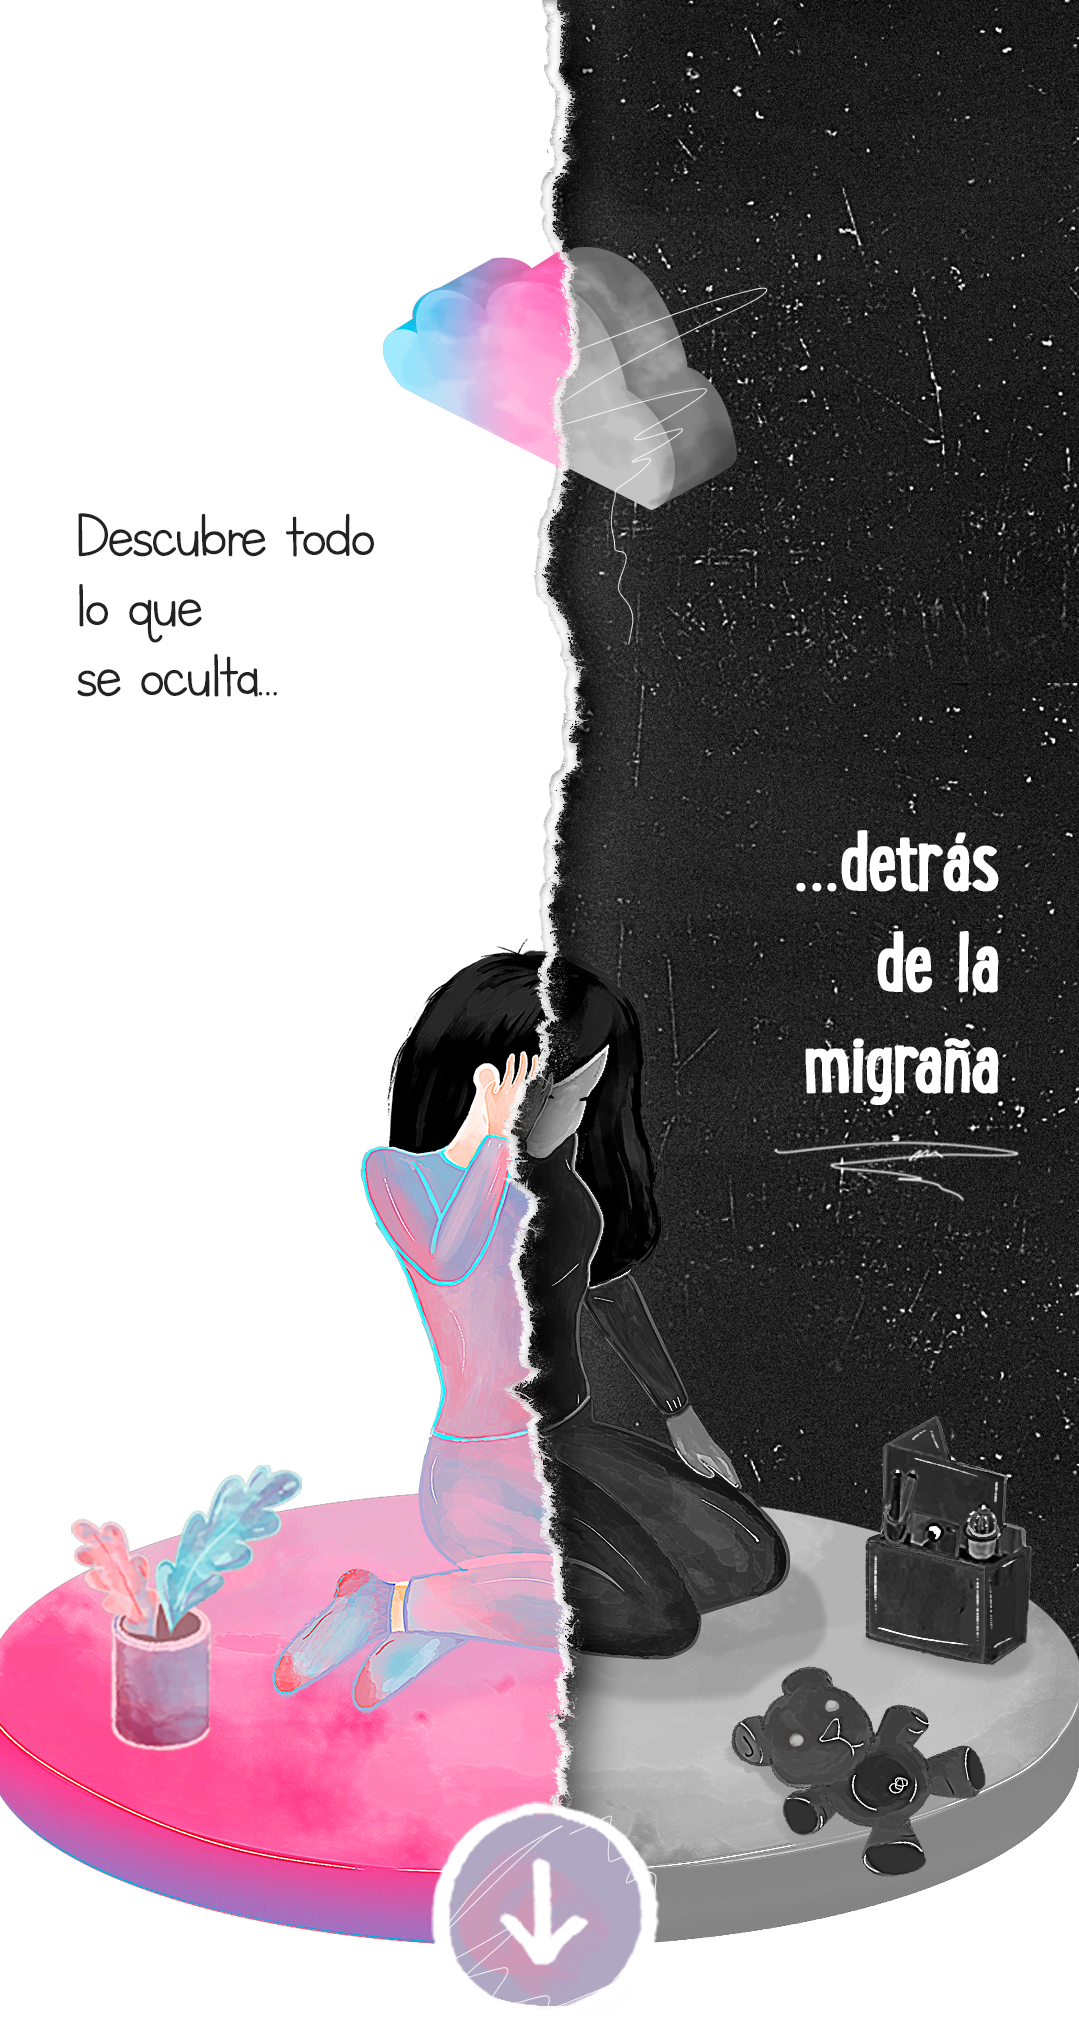 Descubre todo
lo que
se oculta...
...detrás
de la
migraña